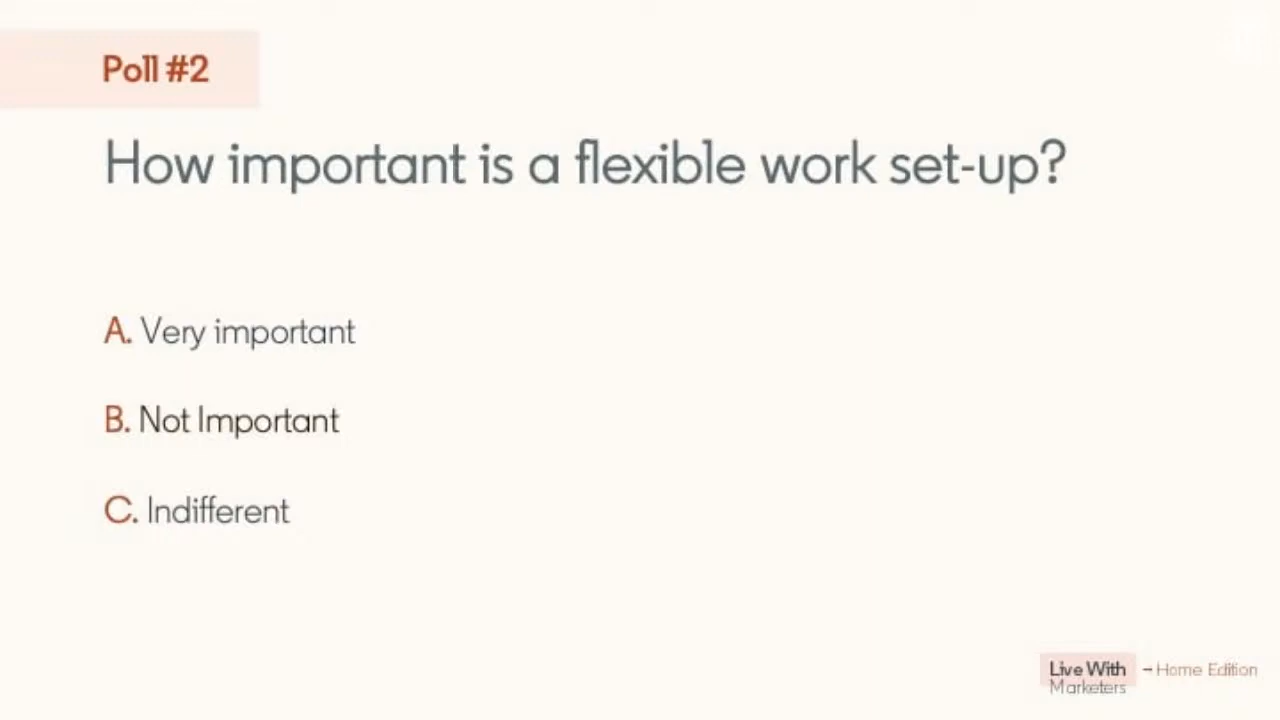 Poll #2
How important is a flexible work set-up?
A. Very important
B. Not Important
C. Indifferent
Live With → Home Edition
Marketers